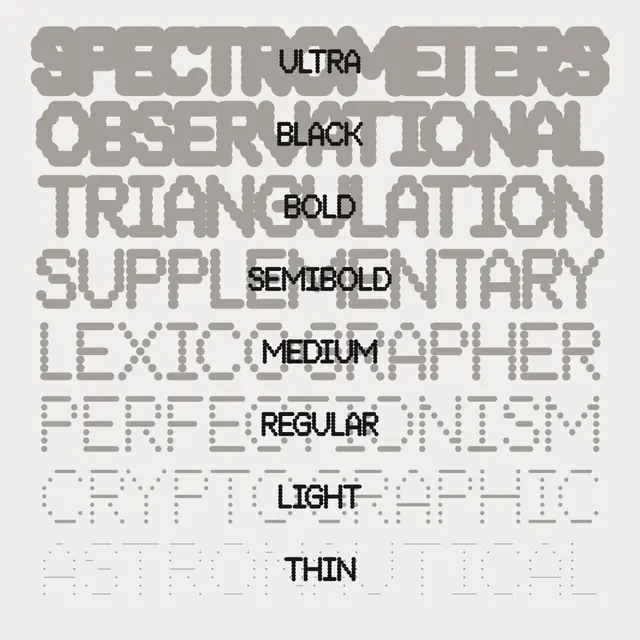 SPECTROMETERS
ULTRA
OBSERVATIONAL
BLACK
TRIANGULATION
BOLD
SUPPLEMENTARY
SEMIBOLD
LEXICOGRAPHER
MEDIUM
PERFECTIONISM
REGULAR
CRYPTOGRAPHIC
LIGHT
ASTRONAUTICAL
THIN